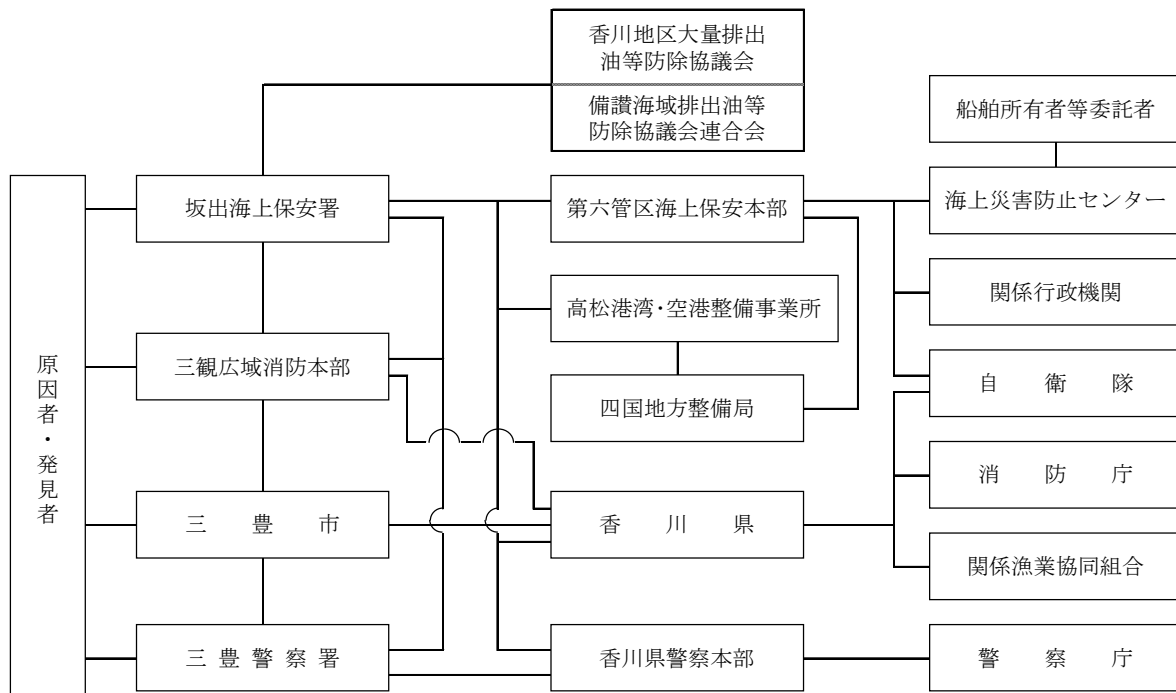 香川地区大量排出
油等防除協議会
備讃海域排出油等
防除協議会連合会
船舶所有者等委託者
坂出海上保安署
第六管区海上保安本部
海上災害防止センター
高松港湾・空港整備事業所
関係行政機関
原因者・発見者
三観広域消防本部
四国地方整備局
自衛隊
消防庁
三豊市
香川県
関係漁業協同組合
三豊警察署
香川県警察本部
警察庁